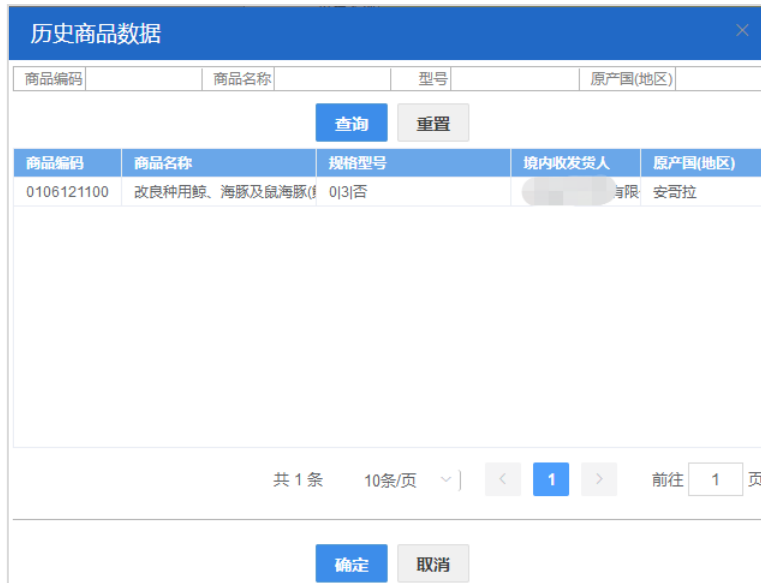 历史商品数据
商品编码 商品名称 型号 原产国(地区)
查询 重置
商品编码 商品名称 规格型号 境内收发货人 原产国(地区)
0106121100 改良种用鲸、海豚及鼠海豚( 0|3|否 有限 安哥拉
共 1 条 10条/页 1 前往 1 页
确定 取消